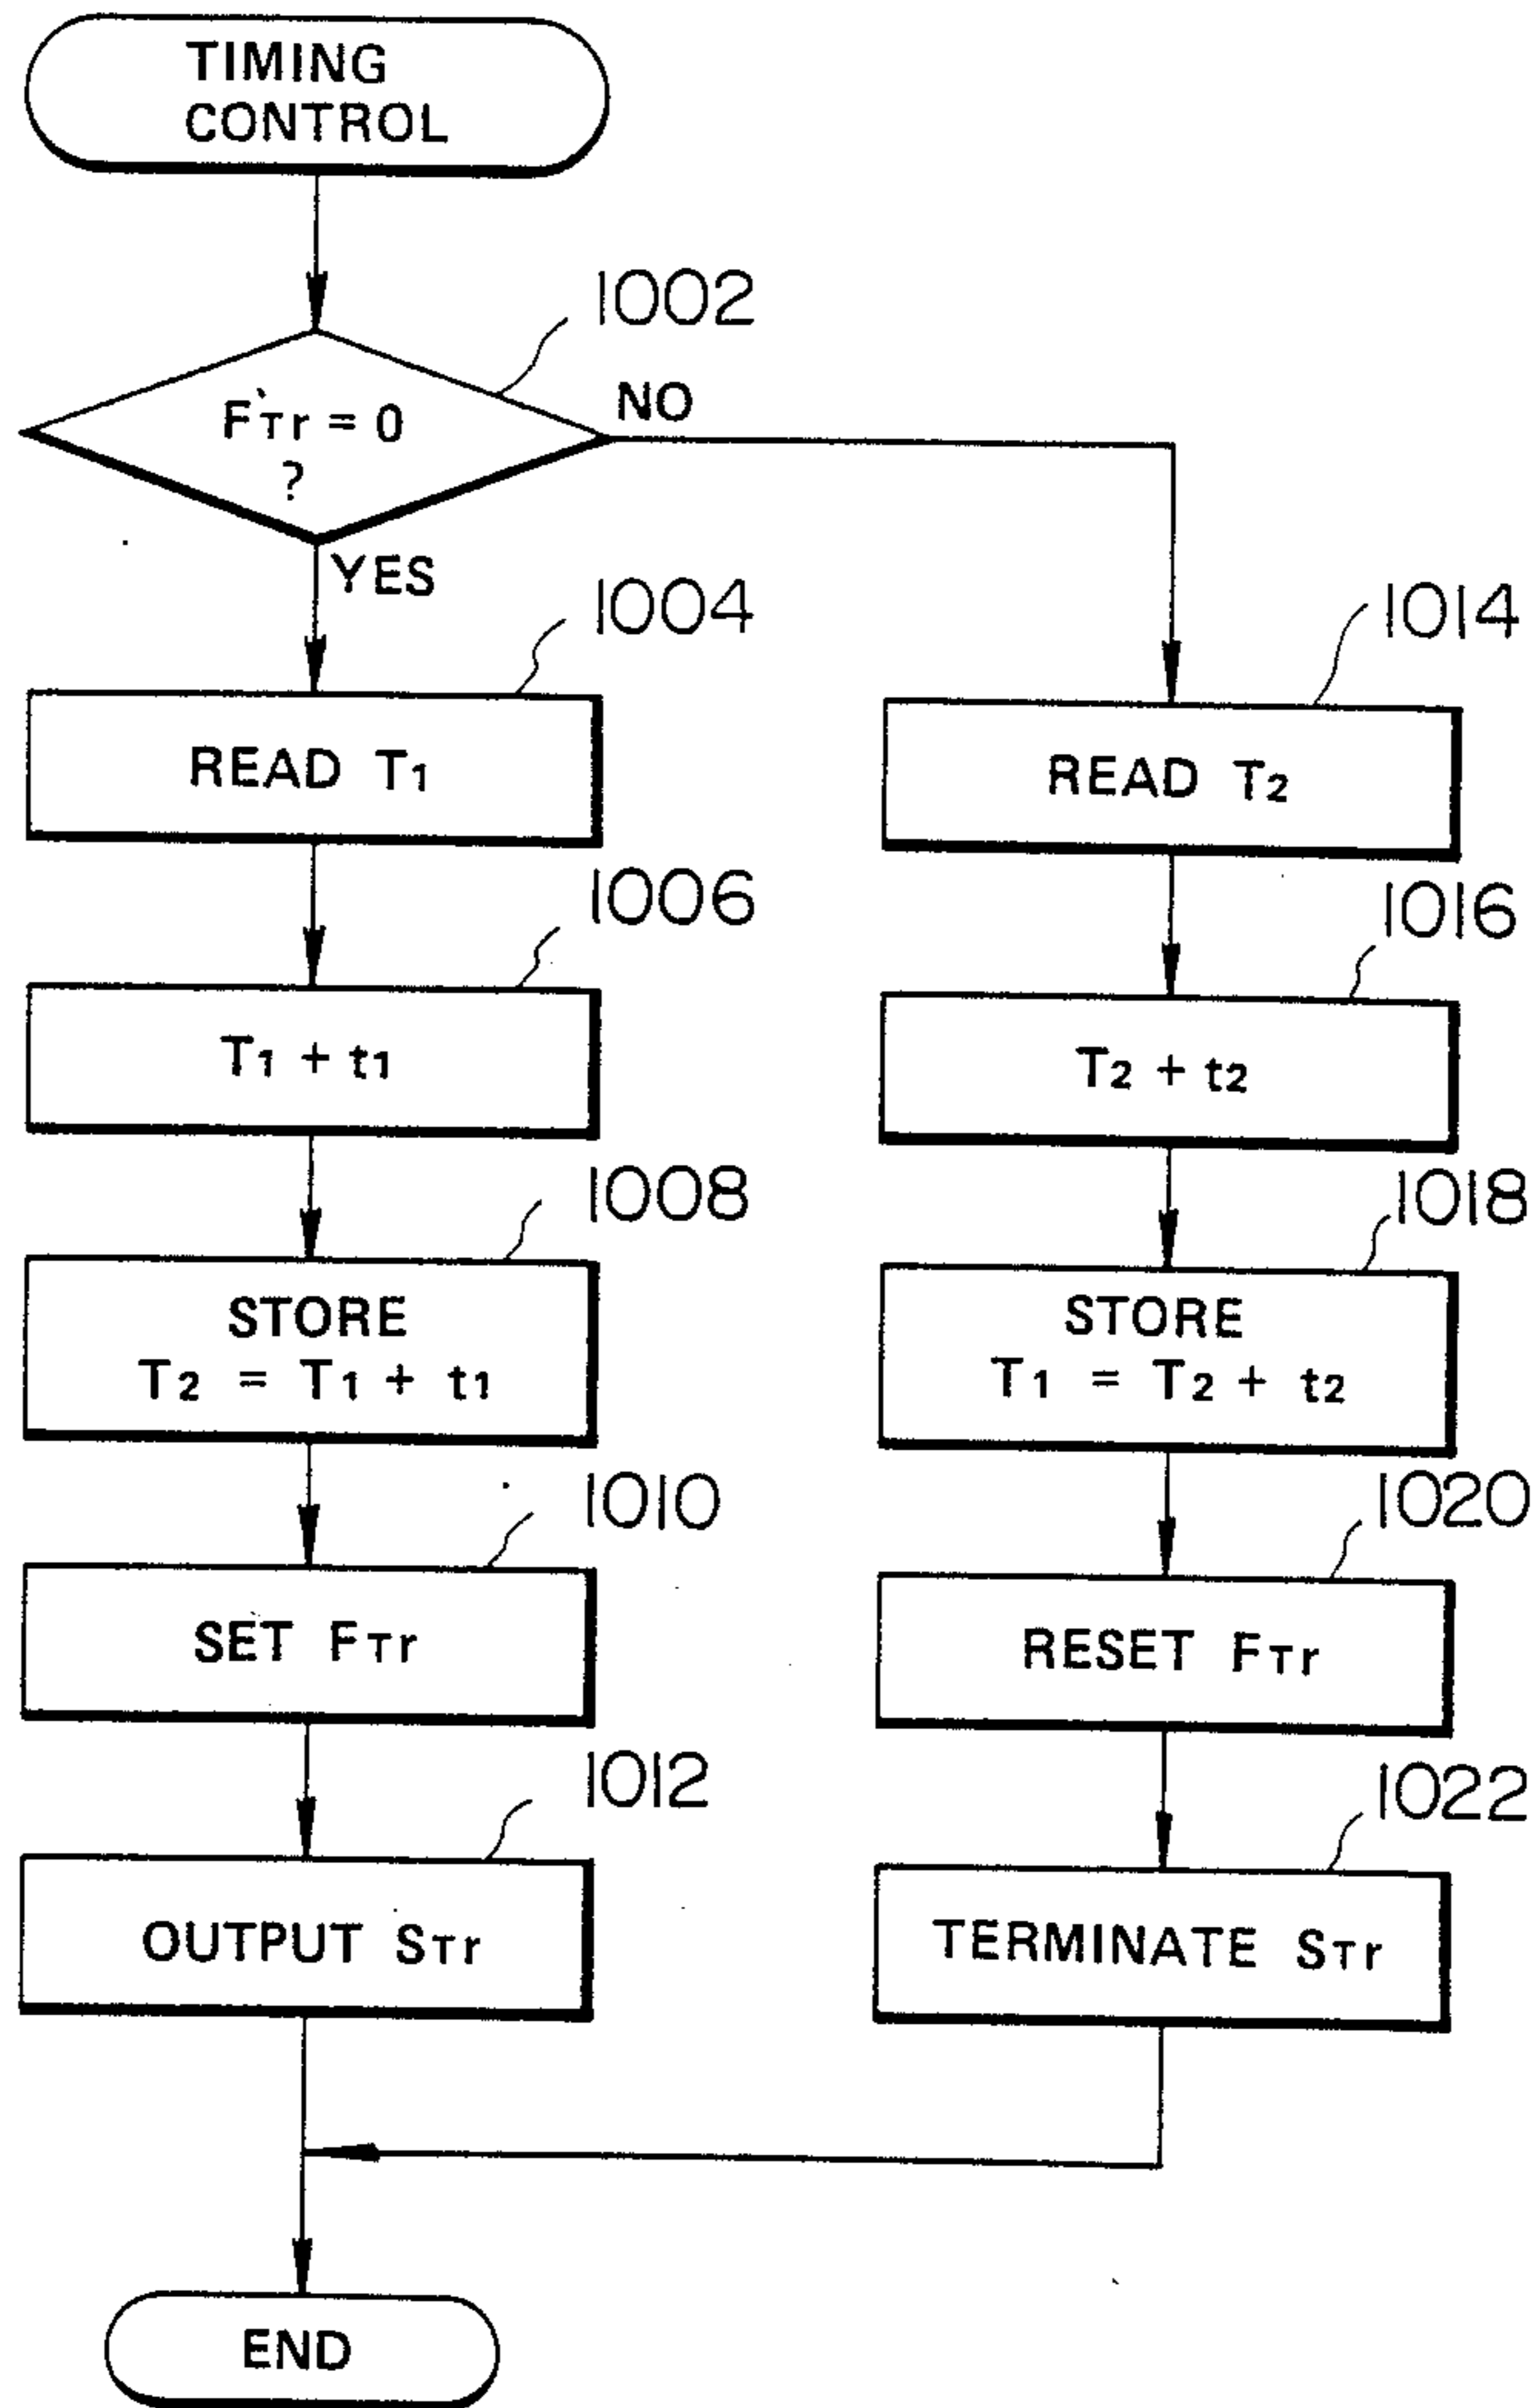 TIMING
CONTROL
1002
FTr = 0
?
NO
YES
1004
READ T1
1006
T1 + t1
1008
STORE
T2 = T1 + t1
1010
SET FTr
1012
OUTPUT STr
1014
READ T2
1016
T2 + t2
1018
STORE
T1 = T2 + t2
1020
RESET FTr
1022
TERMINATE STr
END